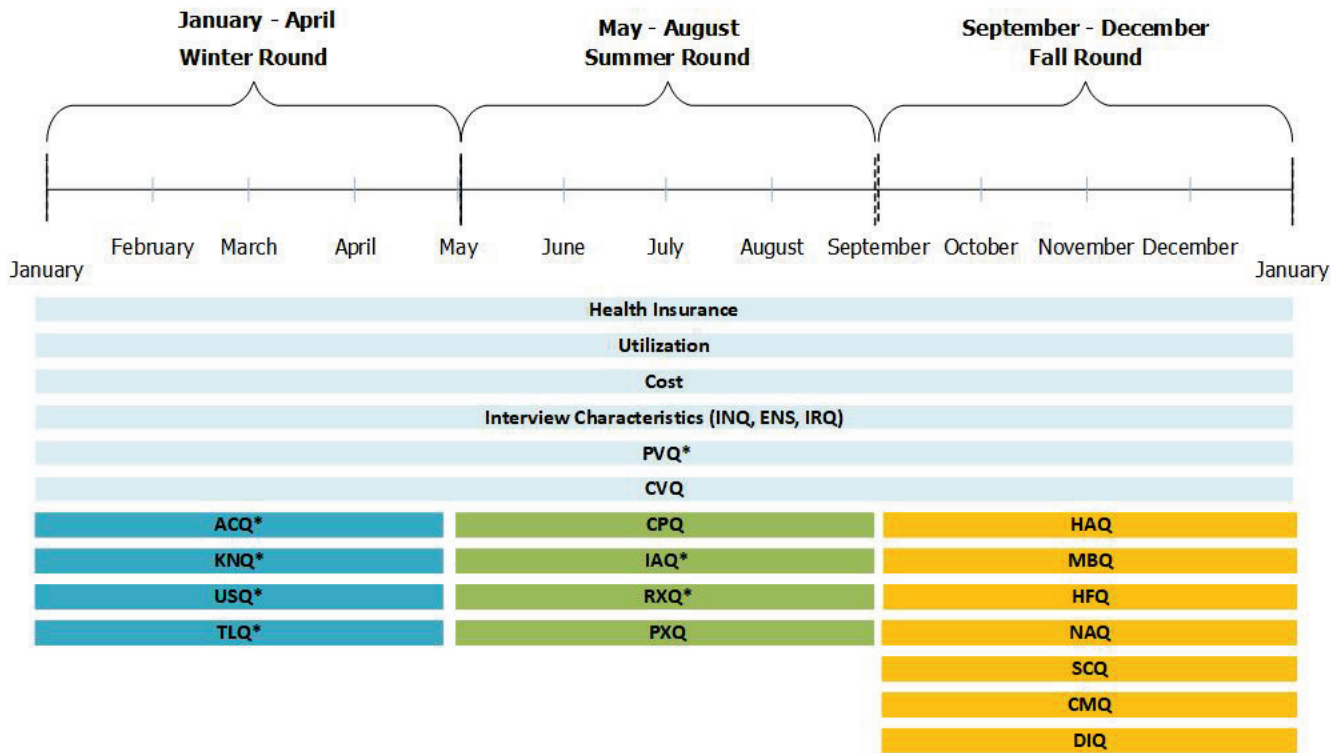 January - April
Winter Round
May - August
Summer Round
September - December
Fall Round
January
February
March
April
May
June
July
August
September
October
November
December
January
Health Insurance
Utilization
Cost
Interview Characteristics (INQ, ENS, IRQ)
PVQ*
CVQ
ACQ*
CPQ
HAQ
KNQ*
IAQ*
MBQ
USQ*
RXQ*
HFQ
TLQ*
PXQ
NAQ
SCQ
CMQ
DIQ